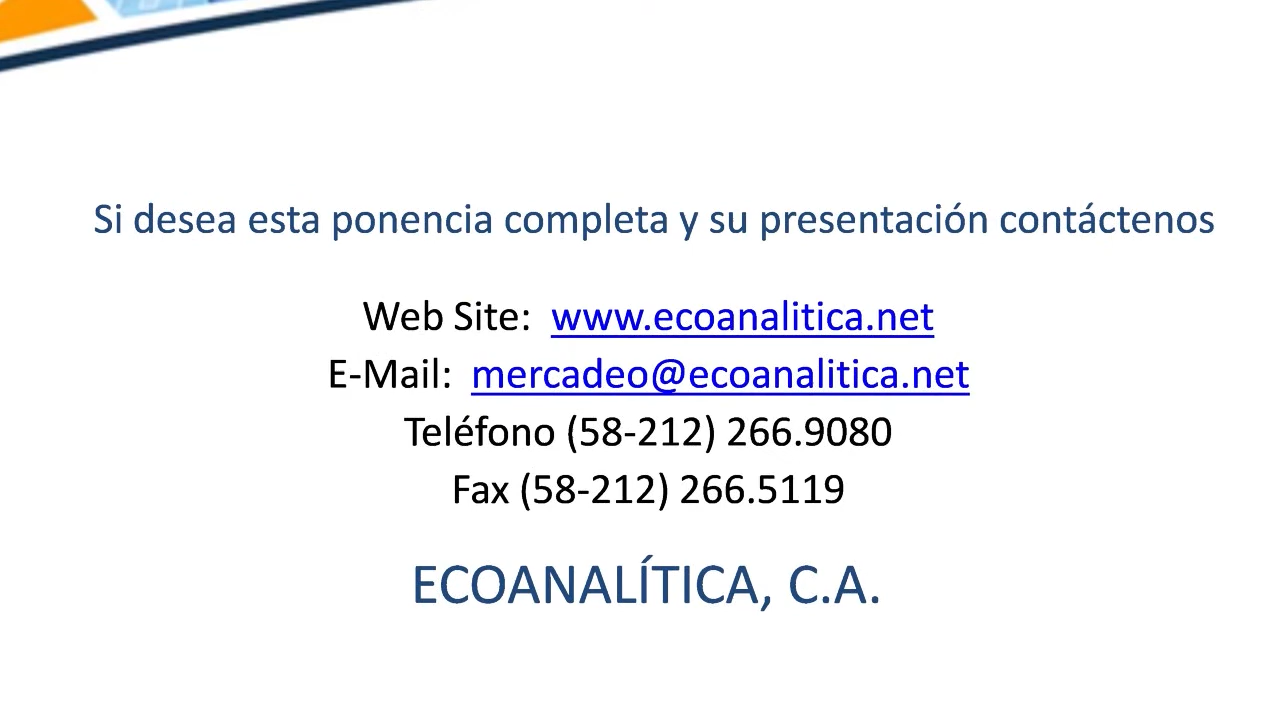 Si desea esta ponencia completa y su presentación contáctenos
Web Site: www.ecoanalitica.net
E-Mail: mercadeo@ecoanalitica.net
Teléfono (58-212) 266.9080
Fax (58-212) 266.5119
ECOANALÍTICA, C.A.